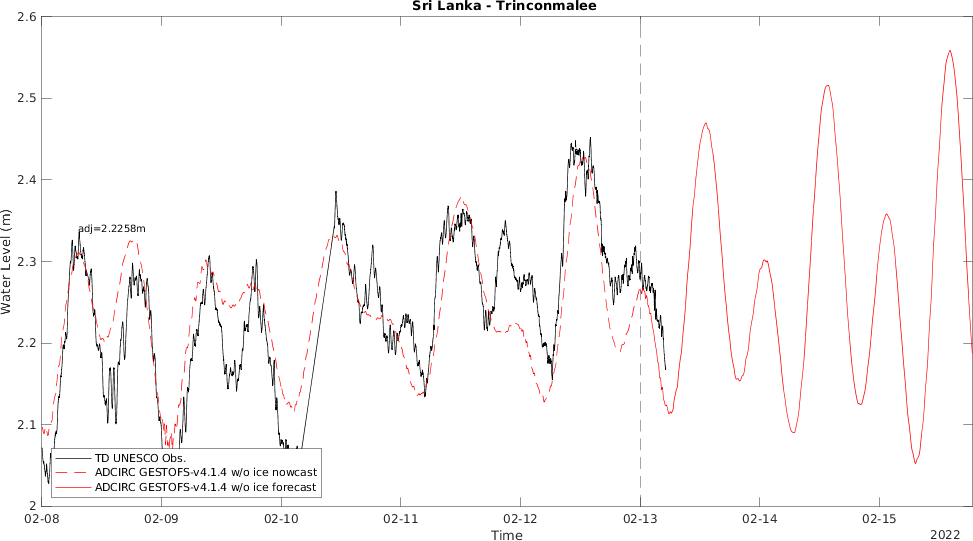 Sri Lanka - Trinconmalee
2.6
2.5
2.4
2.3
2.2
2.1
2
Water Level (m)
adj=2.2258m
TD UNESCO Obs.
ADCIRC GESTOFS-v4.1.4 w/o ice nowcast
ADCIRC GESTOFS-v4.1.4 w/o ice forecast
02-08 02-09 02-10 02-11 02-12 02-13 02-14 02-15
Time
2022